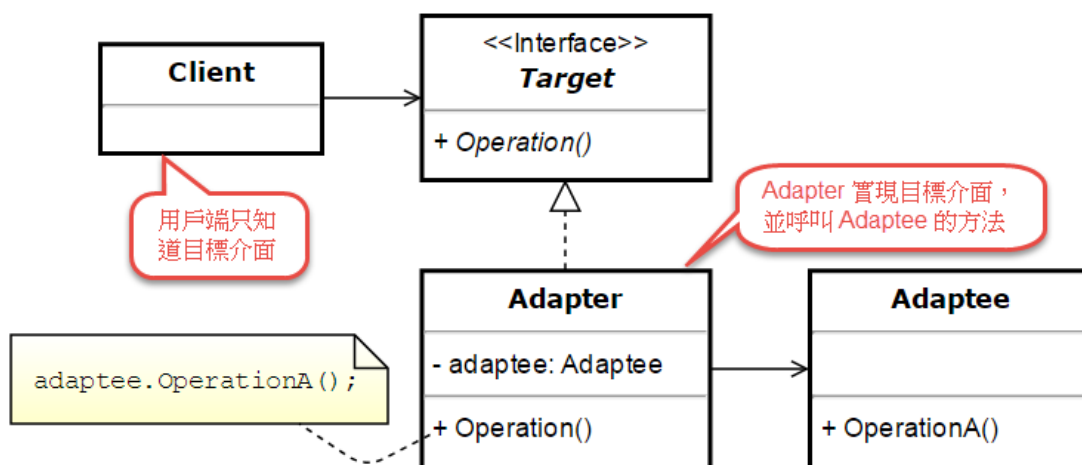 Client
<<Interface>>
Target
+ Operation()
用戶端只知
道目標介面
Adapter 實現目標介面，
並呼叫 Adaptee 的方法
Adapter
- adaptee: Adaptee
+ Operation()
Adaptee
+ OperationA()
adaptee.OperationA();